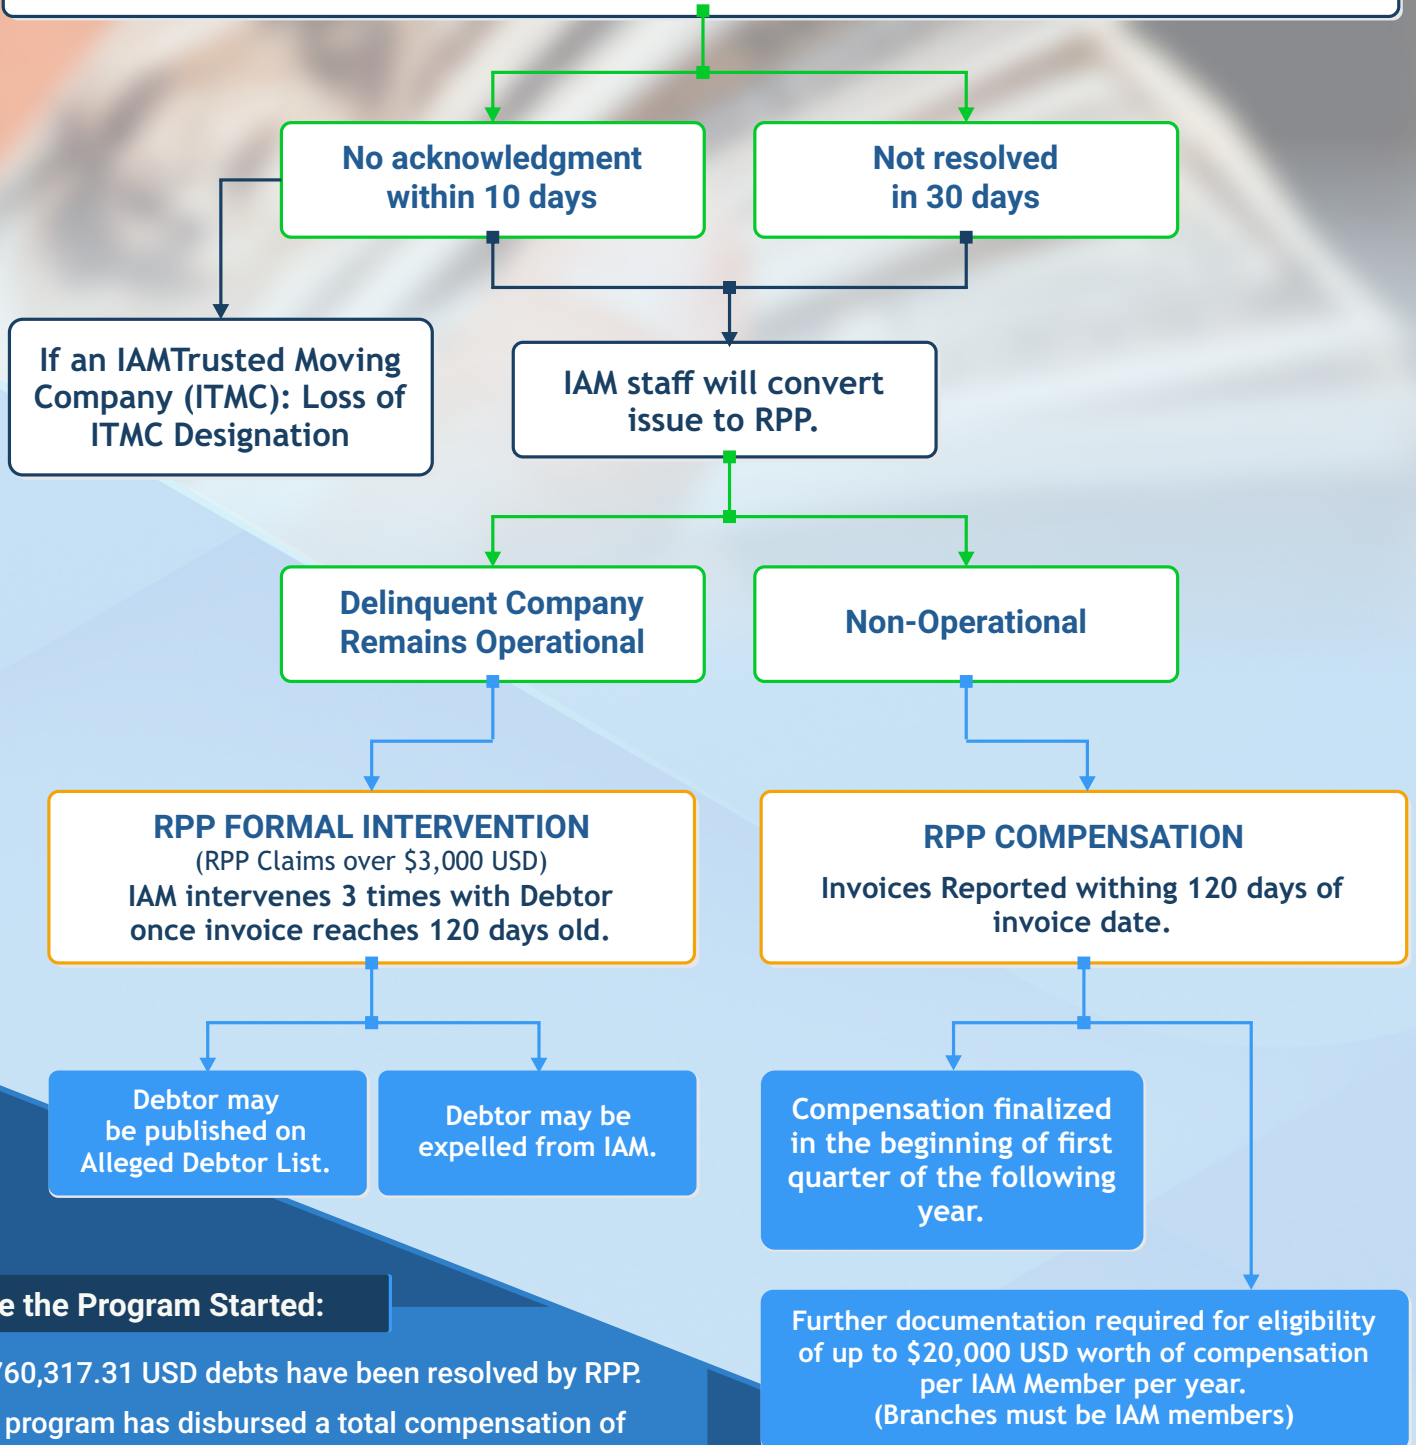 No acknowledgment
within 10 days
Not resolved
in 30 days
If an IAMTrusted Moving
Company (ITMC): Loss of
ITMC Designation
IAM staff will convert
issue to RPP.
Delinquent Company
Remains Operational
Non-Operational
RPP FORMAL INTERVENTION
(RPP Claims over $3,000 USD)
IAM intervenes 3 times with Debtor
once invoice reaches 120 days old.
RPP COMPENSATION
Invoices Reported withing 120 days of
invoice date.
Debtor may
be published on
Alleged Debtor List.
Debtor may be
expelled from IAM.
Compensation finalized
in the beginning of first
quarter of the following
year.
Further documentation required for eligibility
of up to $20,000 USD worth of compensation
per IAM Member per year.
(Branches must be IAM members)
the Program Started:
760,317.31 USD debts have been resolved by RPP.
program has disbursed a total compensation of